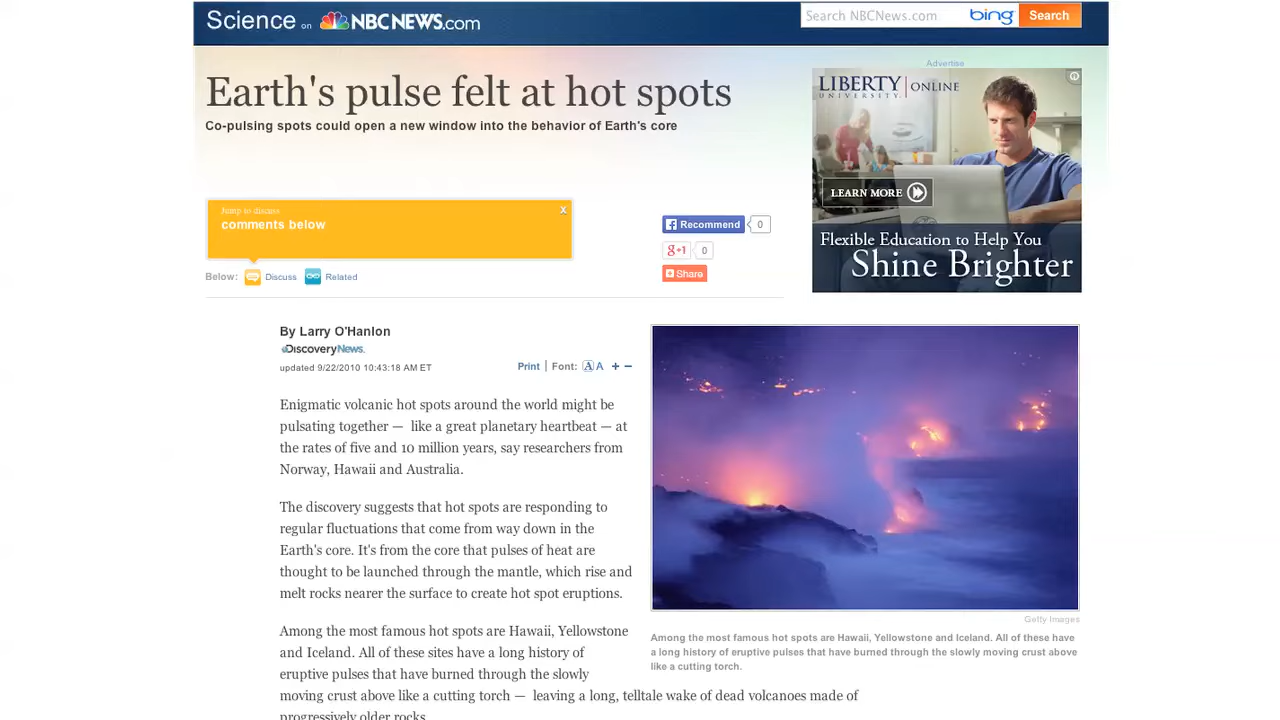 Science on NBCNEWS.com
Search NBCNews.com bing Search
Advertise
Earth's pulse felt at hot spots
Co-pulsing spots could open a new window into the behavior of Earth's core
LIBERTY UNIVERSITY. ONLINE
LEARN MORE
Flexible Education to Help You
Shine Brighter
Jump to discuss
X
comments below
Below: Discuss Related
Recommend 0
g+1 0
Share
By Larry O'Hanlon
Discovery News.
updated 9/22/2010 10:43:18 AM ET
Print | Font: A A + −
Enigmatic volcanic hot spots around the world might be
pulsating together — like a great planetary heartbeat — at
the rates of five and 10 million years, say researchers from
Norway, Hawaii and Australia.
The discovery suggests that hot spots are responding to
regular fluctuations that come from way down in the
Earth's core. It's from the core that pulses of heat are
thought to be launched through the mantle, which rise and
melt rocks nearer the surface to create hot spot eruptions.
Among the most famous hot spots are Hawaii, Yellowstone
and Iceland. All of these sites have a long history of
eruptive pulses that have burned through the slowly
moving crust above like a cutting torch — leaving a long, telltale wake of dead volcanoes made of
progressively older rocks.
Getty Images
Among the most famous hot spots are Hawaii, Yellowstone and Iceland. All of these have
a long history of eruptive pulses that have burned through the slowly moving crust above
like a cutting torch.